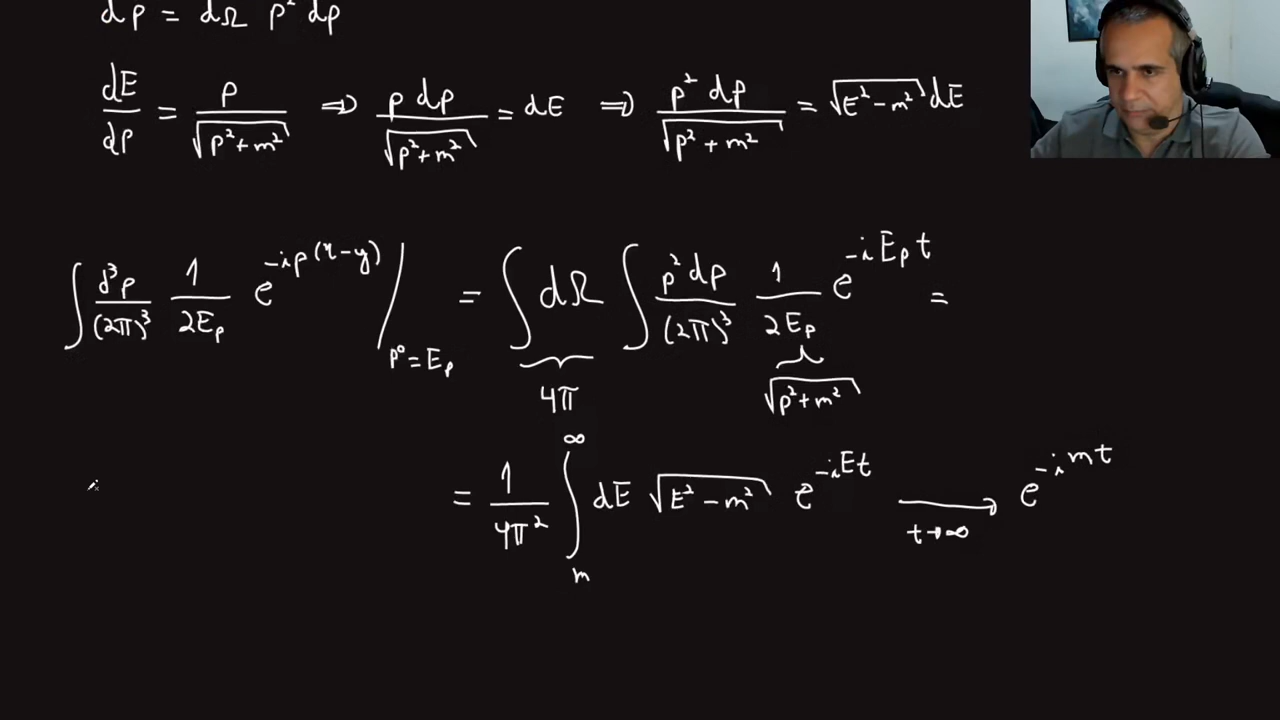 dp = dΩ p² dp
dE/dp = p/√(p²+m²) ⇒ p dp/√(p²+m²) = dE ⇒ p² dp/√(p²+m²) = √(E²−m²) dE
∫ d³p/(2π)³ 1/2E_p e^{−ip(x−y)} |_{p⁰=E_p} = ∫ dΩ ∫ p² dp/(2π)³ 1/2E_p e^{−iE_p t} =
4π √(p²+m²)
= 1/4π² ∫_m^∞ dE √(E²−m²) e^{−iEt} ⟶_{t→∞} e^{−imt}